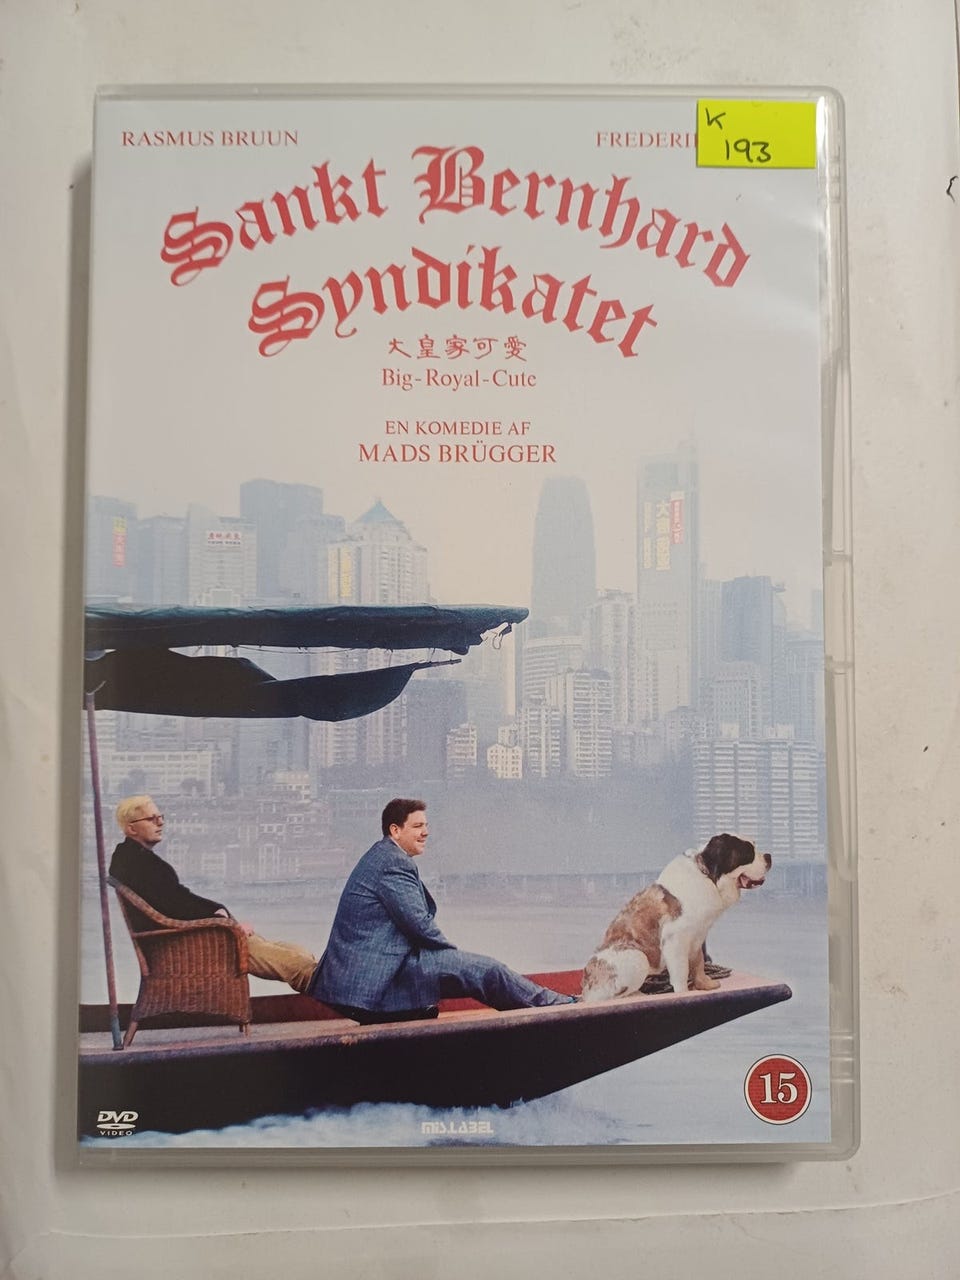 RASMUS BRUUN
K
193
Sankt Bernhard
Syndikatet
大皇家可愛
Big-Royal-Cute
EN KOMEDIE AF
MADS BRÜGGER
15
DVD
VIDEO
MIS.LABEL